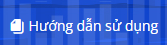 Hướng dẫn sử dụng